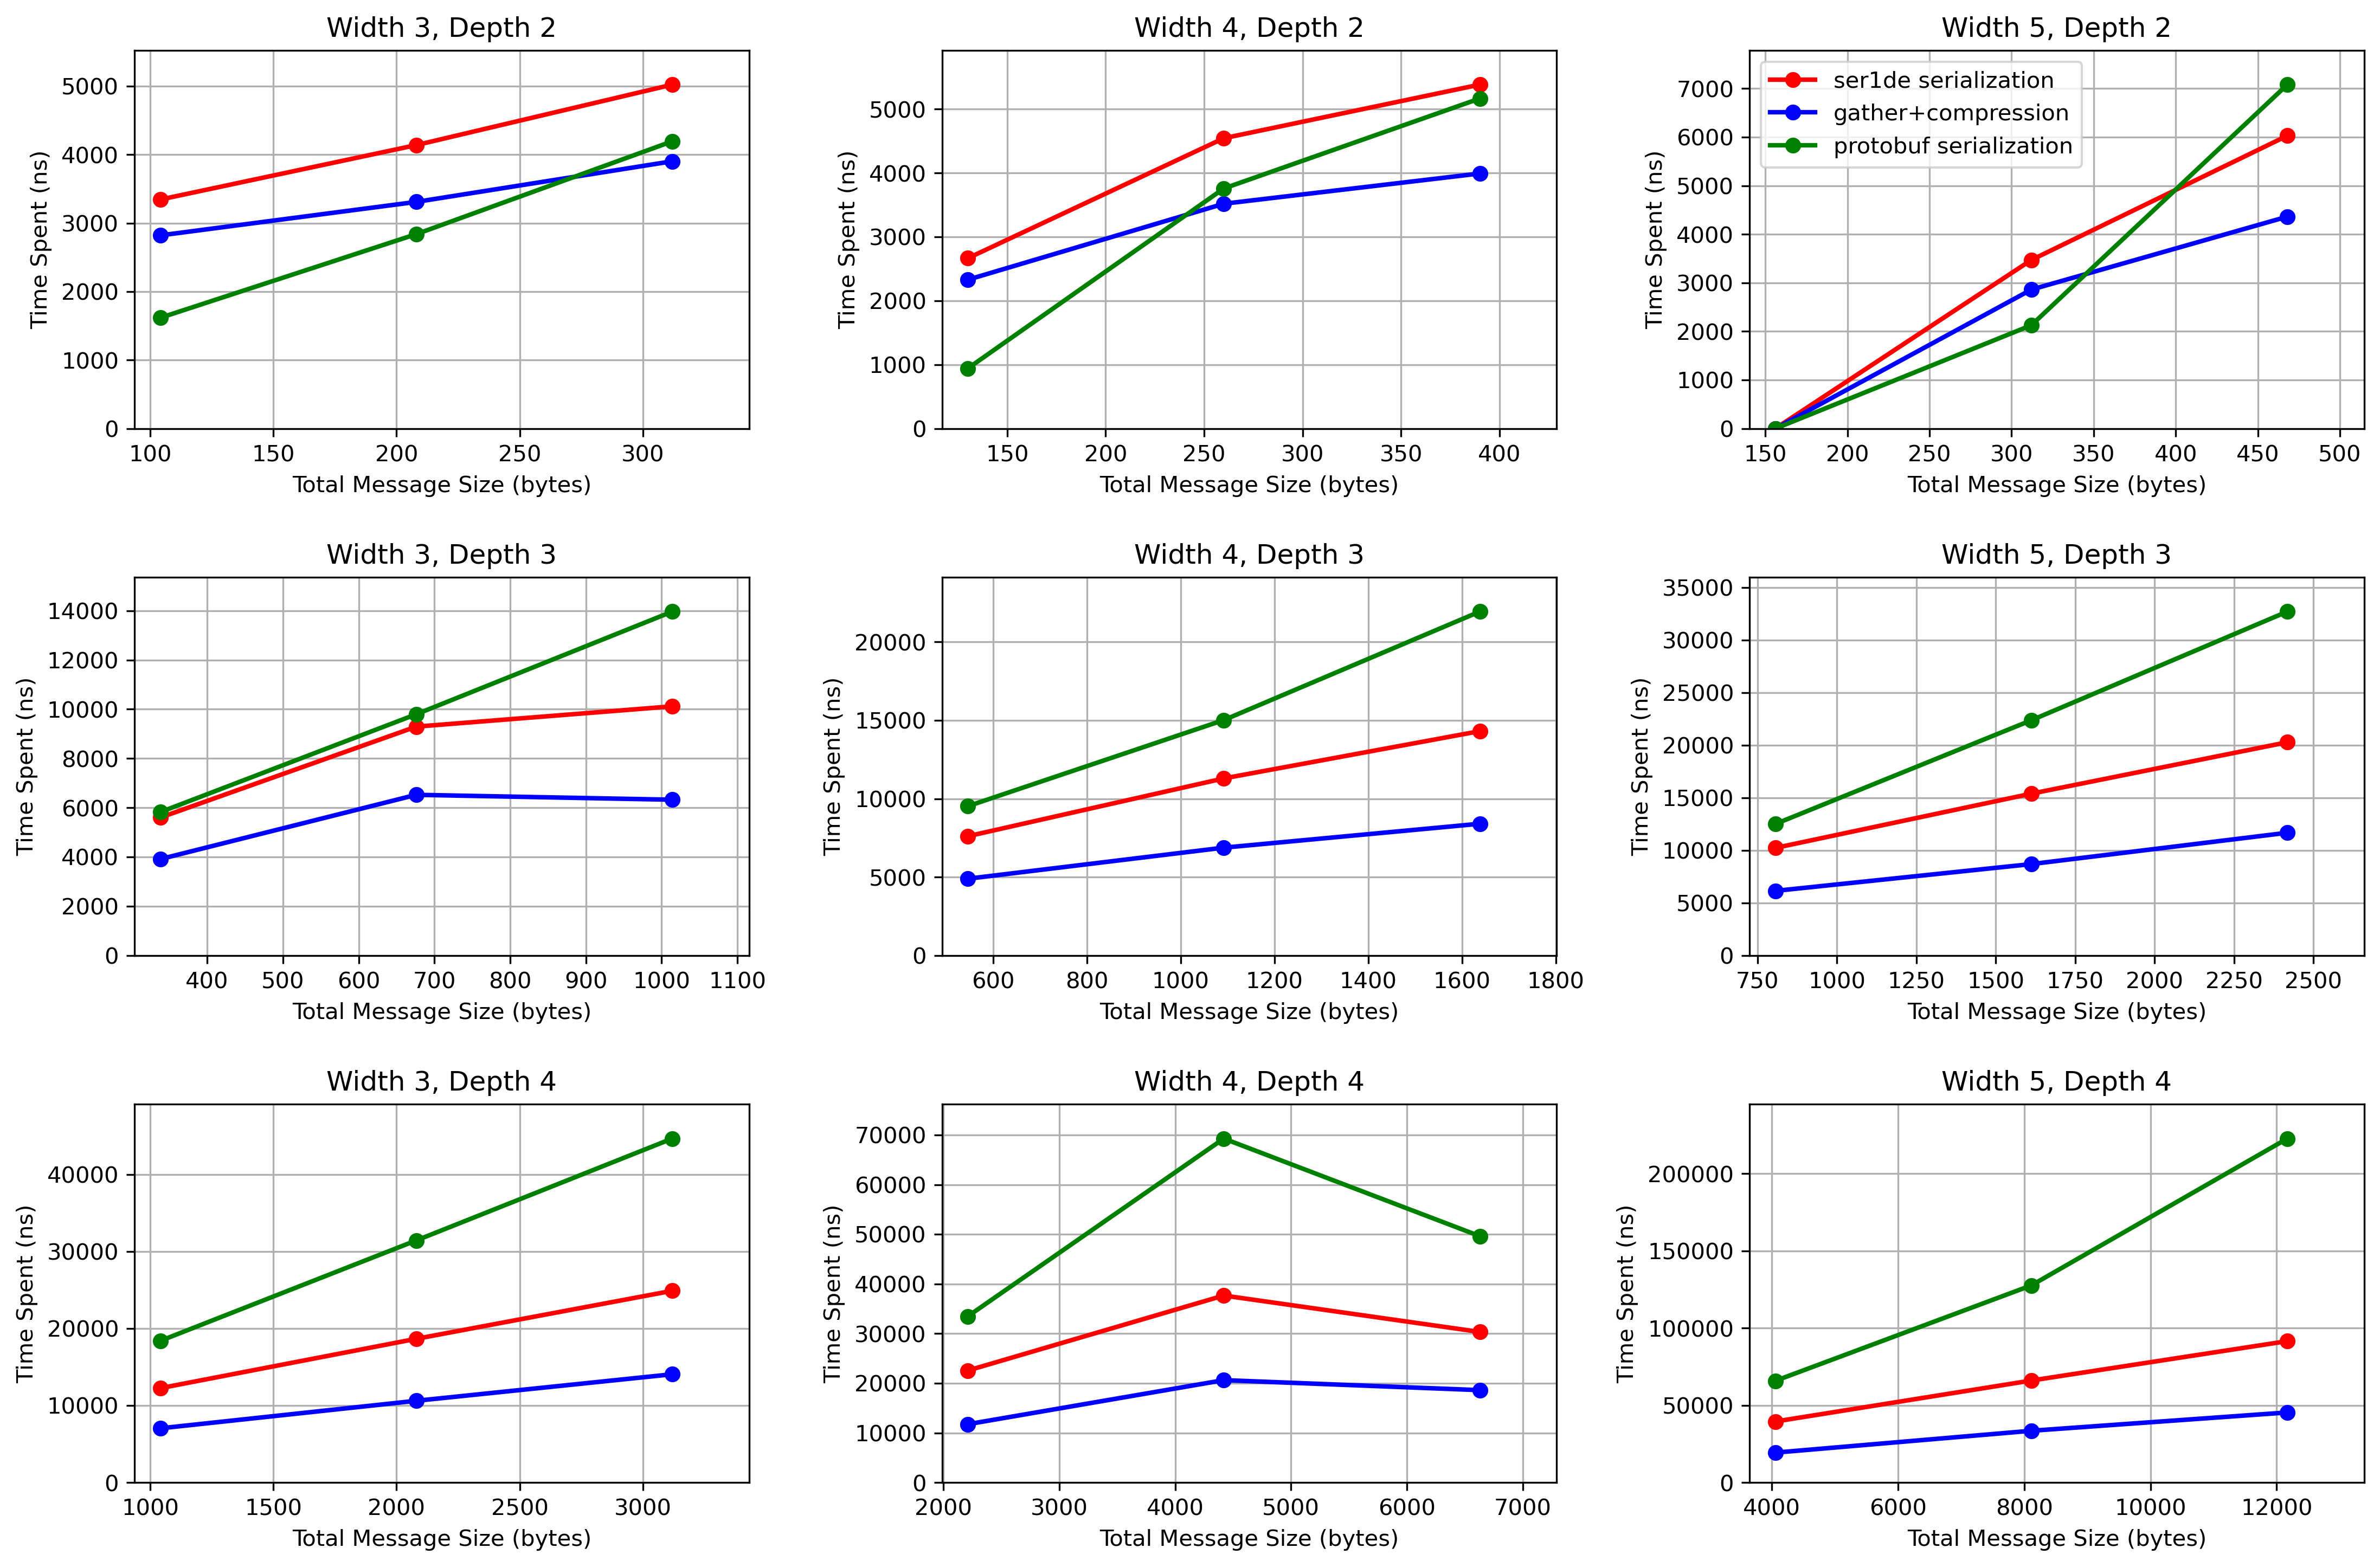 Width 3, Depth 2
Time Spent (ns)
5000
4000
3000
2000
1000
0
100 150 200 250 300
Total Message Size (bytes)
Width 4, Depth 2
Time Spent (ns)
5000
4000
3000
2000
1000
0
150 200 250 300 350 400
Total Message Size (bytes)
Width 5, Depth 2
ser1de serialization
gather+compression
protobuf serialization
Time Spent (ns)
7000
6000
5000
4000
3000
2000
1000
0
150 200 250 300 350 400 450 500
Total Message Size (bytes)
Width 3, Depth 3
Time Spent (ns)
14000
12000
10000
8000
6000
4000
2000
0
400 500 600 700 800 900 1000 1100
Total Message Size (bytes)
Width 4, Depth 3
Time Spent (ns)
20000
15000
10000
5000
0
600 800 1000 1200 1400 1600 1800
Total Message Size (bytes)
Width 5, Depth 3
Time Spent (ns)
35000
30000
25000
20000
15000
10000
5000
0
750 1000 1250 1500 1750 2000 2250 2500
Total Message Size (bytes)
Width 3, Depth 4
Time Spent (ns)
40000
30000
20000
10000
0
1000 1500 2000 2500 3000
Total Message Size (bytes)
Width 4, Depth 4
Time Spent (ns)
70000
60000
50000
40000
30000
20000
10000
0
2000 3000 4000 5000 6000 7000
Total Message Size (bytes)
Width 5, Depth 4
Time Spent (ns)
200000
150000
100000
50000
0
4000 6000 8000 10000 12000
Total Message Size (bytes)